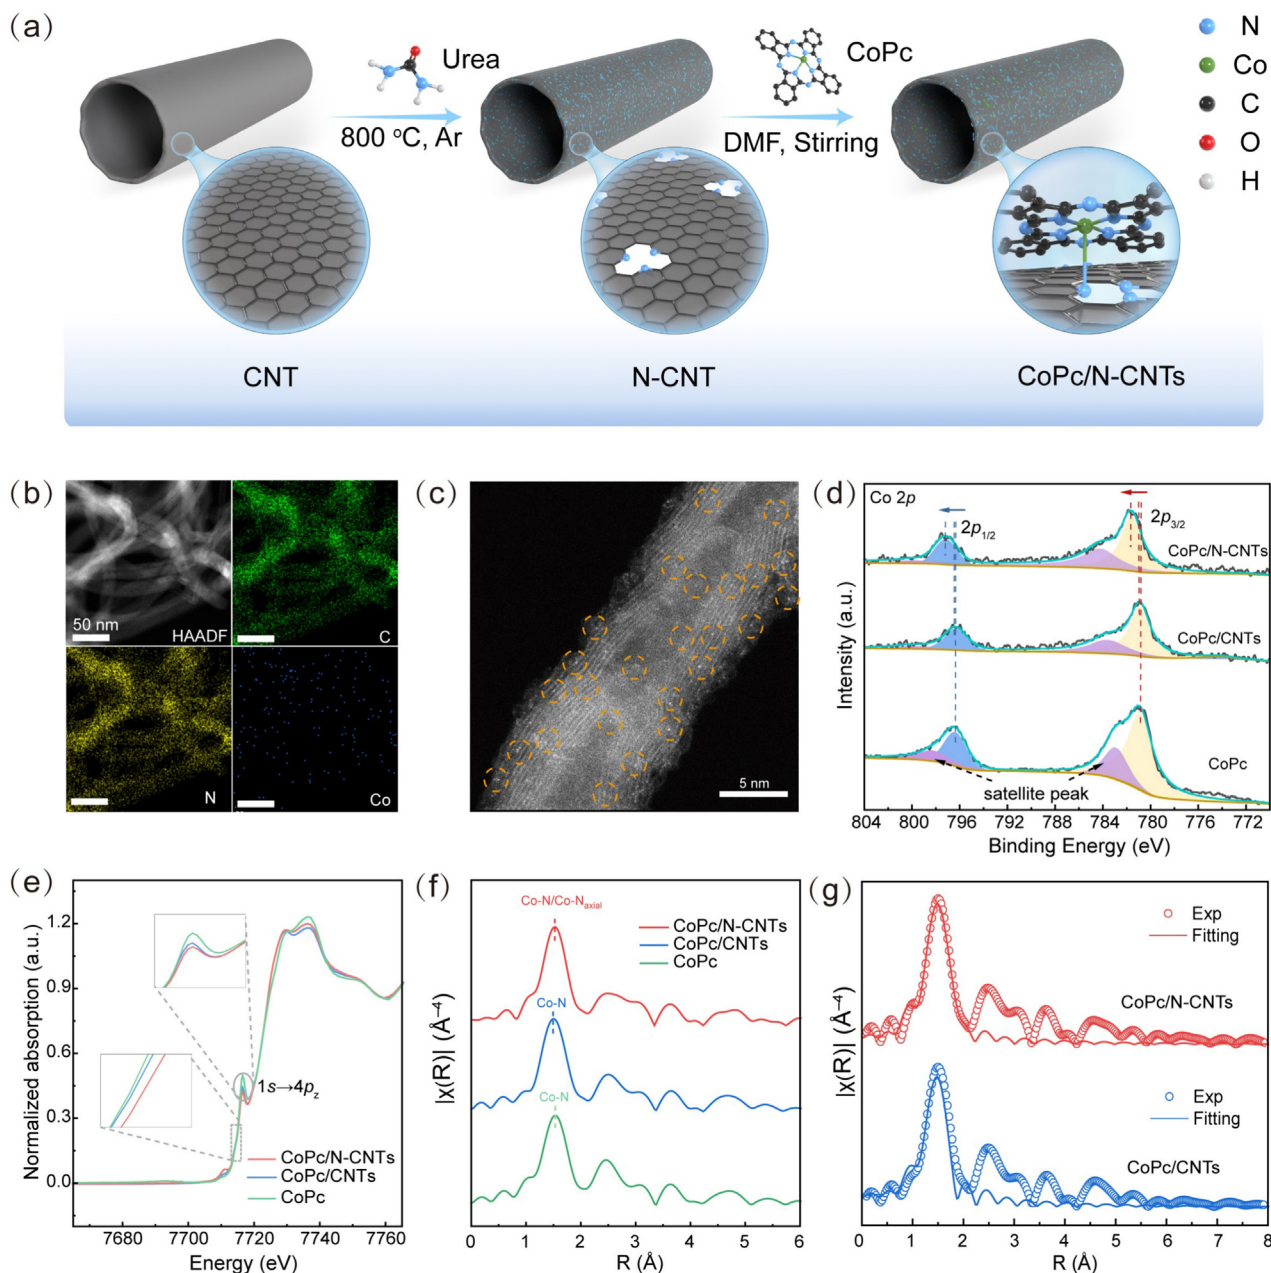 (a)
Urea
800 °C, Ar
CoPc
DMF, Stirring
N
Co
C
O
H
CNT
N-CNT
CoPc/N-CNTs
(b)
50 nm
HAADF
C
N
Co
(c)
5 nm
(d)
Co 2p
2p1/2
2p3/2
CoPc/N-CNTs
CoPc/CNTs
CoPc
satellite peak
Intensity (a.u.)
804 800 796 792 788 784 780 776 772
Binding Energy (eV)
(e)
Normalized absorption (a.u.)
1.2
0.9
0.6
0.3
0.0
1s→4pz
CoPc/N-CNTs
CoPc/CNTs
CoPc
7680 7700 7720 7740 7760
Energy (eV)
(f)
Co-N/Co-Naxial
CoPc/N-CNTs
CoPc/CNTs
CoPc
Co-N
Co-N
|χ(R)| (Å⁻⁴)
0 1 2 3 4 5 6
R (Å)
(g)
Exp
Fitting
CoPc/N-CNTs
Exp
Fitting
CoPc/CNTs
|χ(R)| (Å⁻⁴)
0 1 2 3 4 5 6 7 8
R (Å)